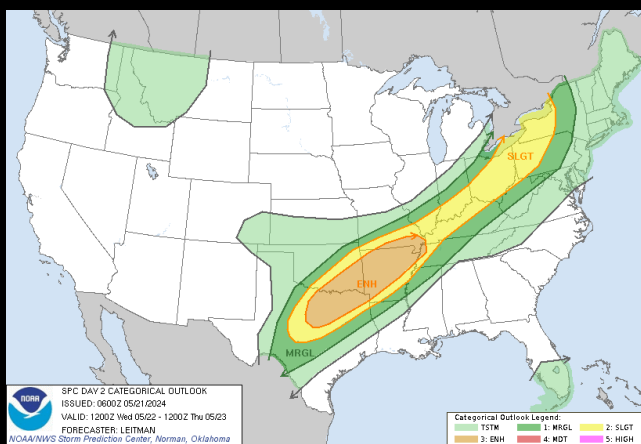 SLGT
ENH
MRGL
NOAA
SPC DAY 2 CATEGORICAL OUTLOOK
ISSUED: 0600Z 05/21/2024
VALID: 1200Z Wed 05/22 - 1200Z Thu 05/23
FORECASTER: LEITMAN
NOAA/NWS Storm Prediction Center, Norman, Oklahoma
Categorical Outlook Legend:
TSTM 1: MRGL 2: SLGT
3: ENH 4: MDT 5: HIGH